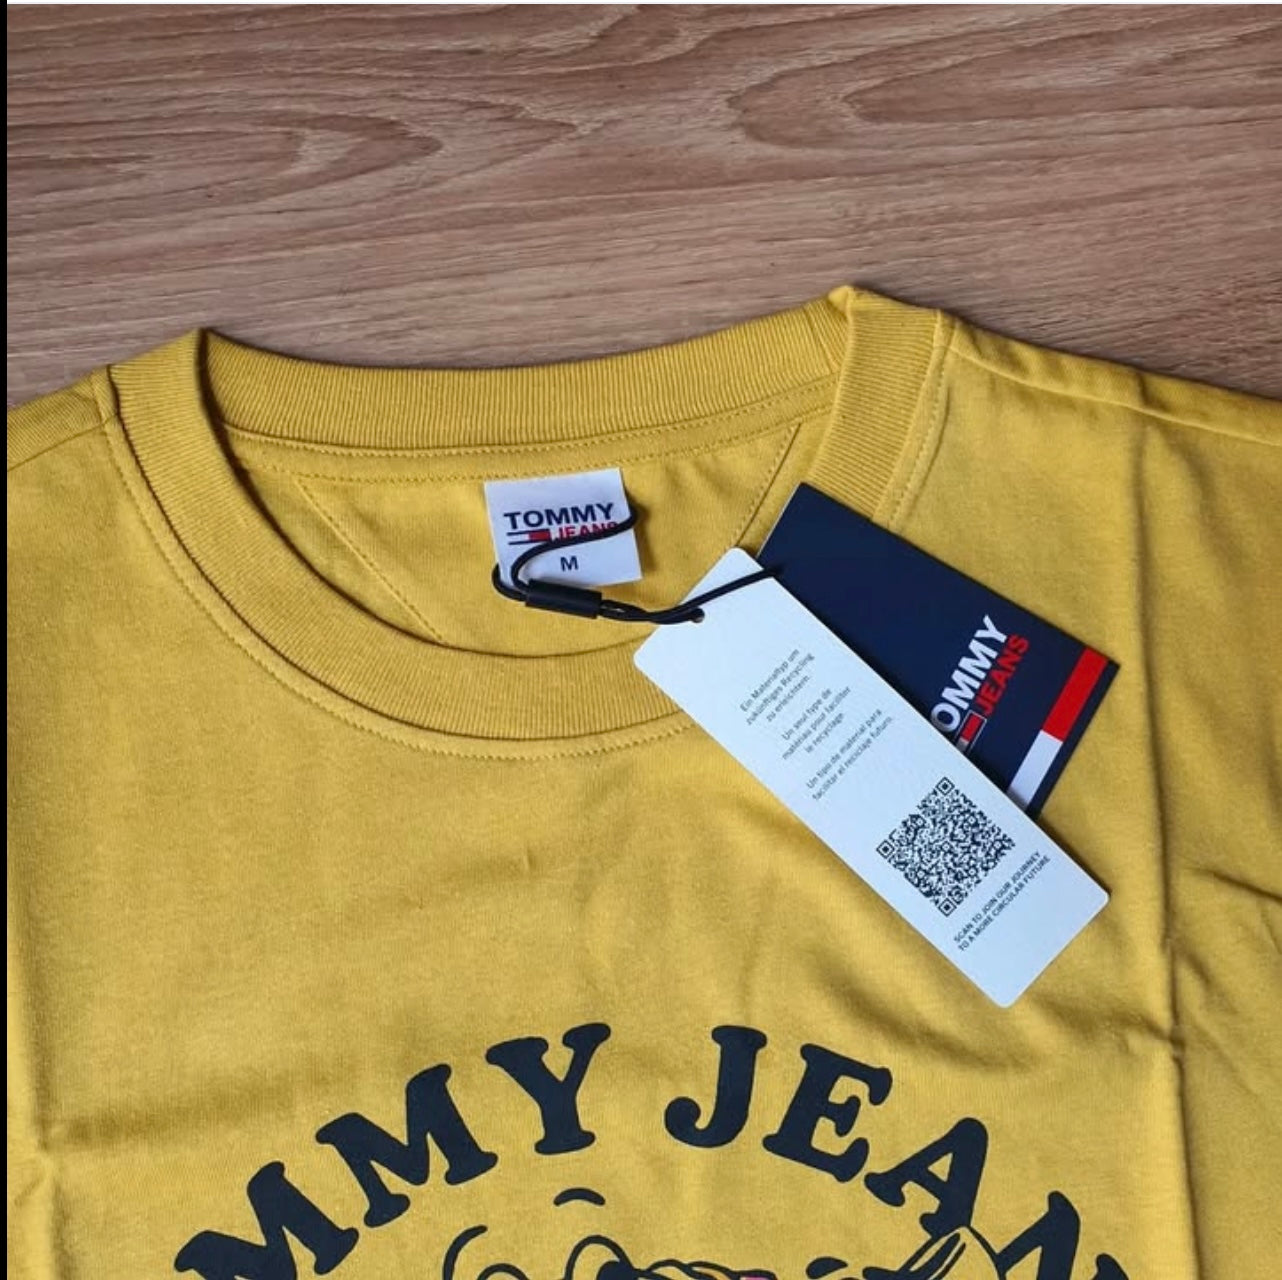 TOMMY
JEANS
M
Ein Materialtyp um
zukünftiges Recycling
zu erleichtern.
Un seul type de
matériau pour faciliter
le recyclage.
Un tipo de material para
facilitar el reciclaje futuro.
SCAN TO JOIN OUR JOURNEY
TO A MORE CIRCULAR FUTURE
OMMY
JEANS
MMY JEAN